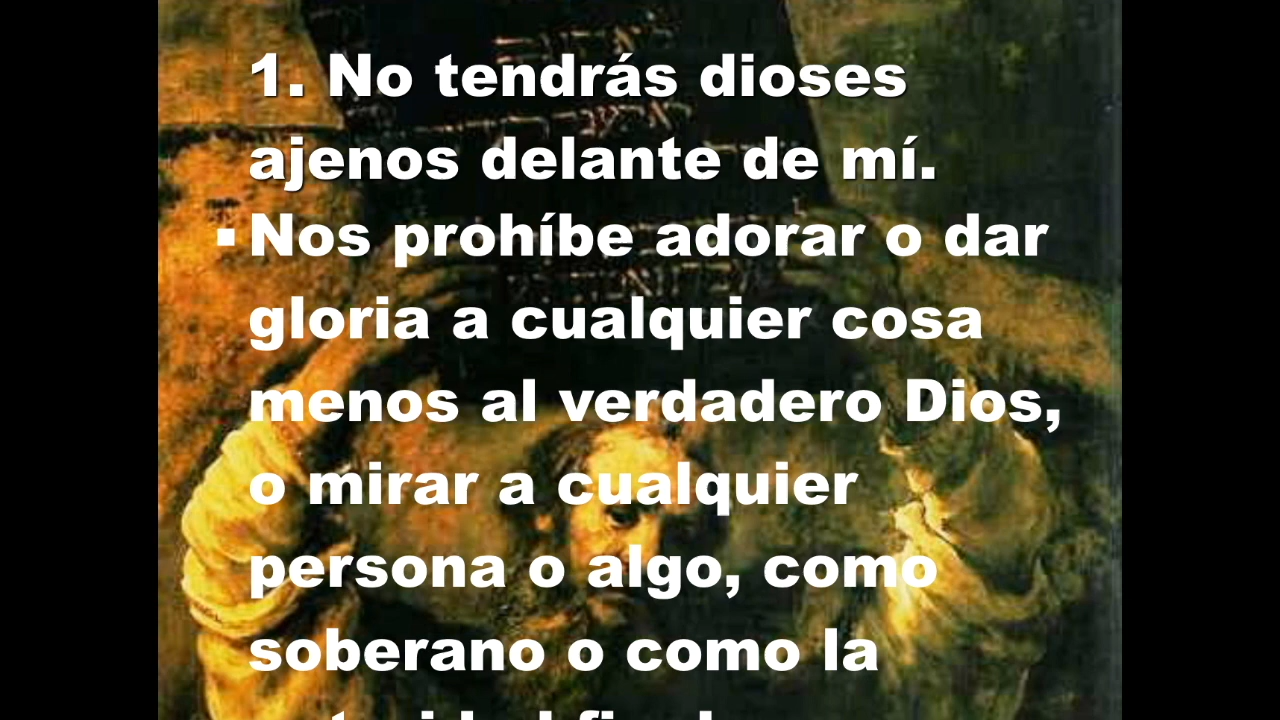 1. No tendrás dioses
ajenos delante de mí.
▪ Nos prohíbe adorar o dar
gloria a cualquier cosa
menos al verdadero Dios,
o mirar a cualquier
persona o algo, como
soberano o como la